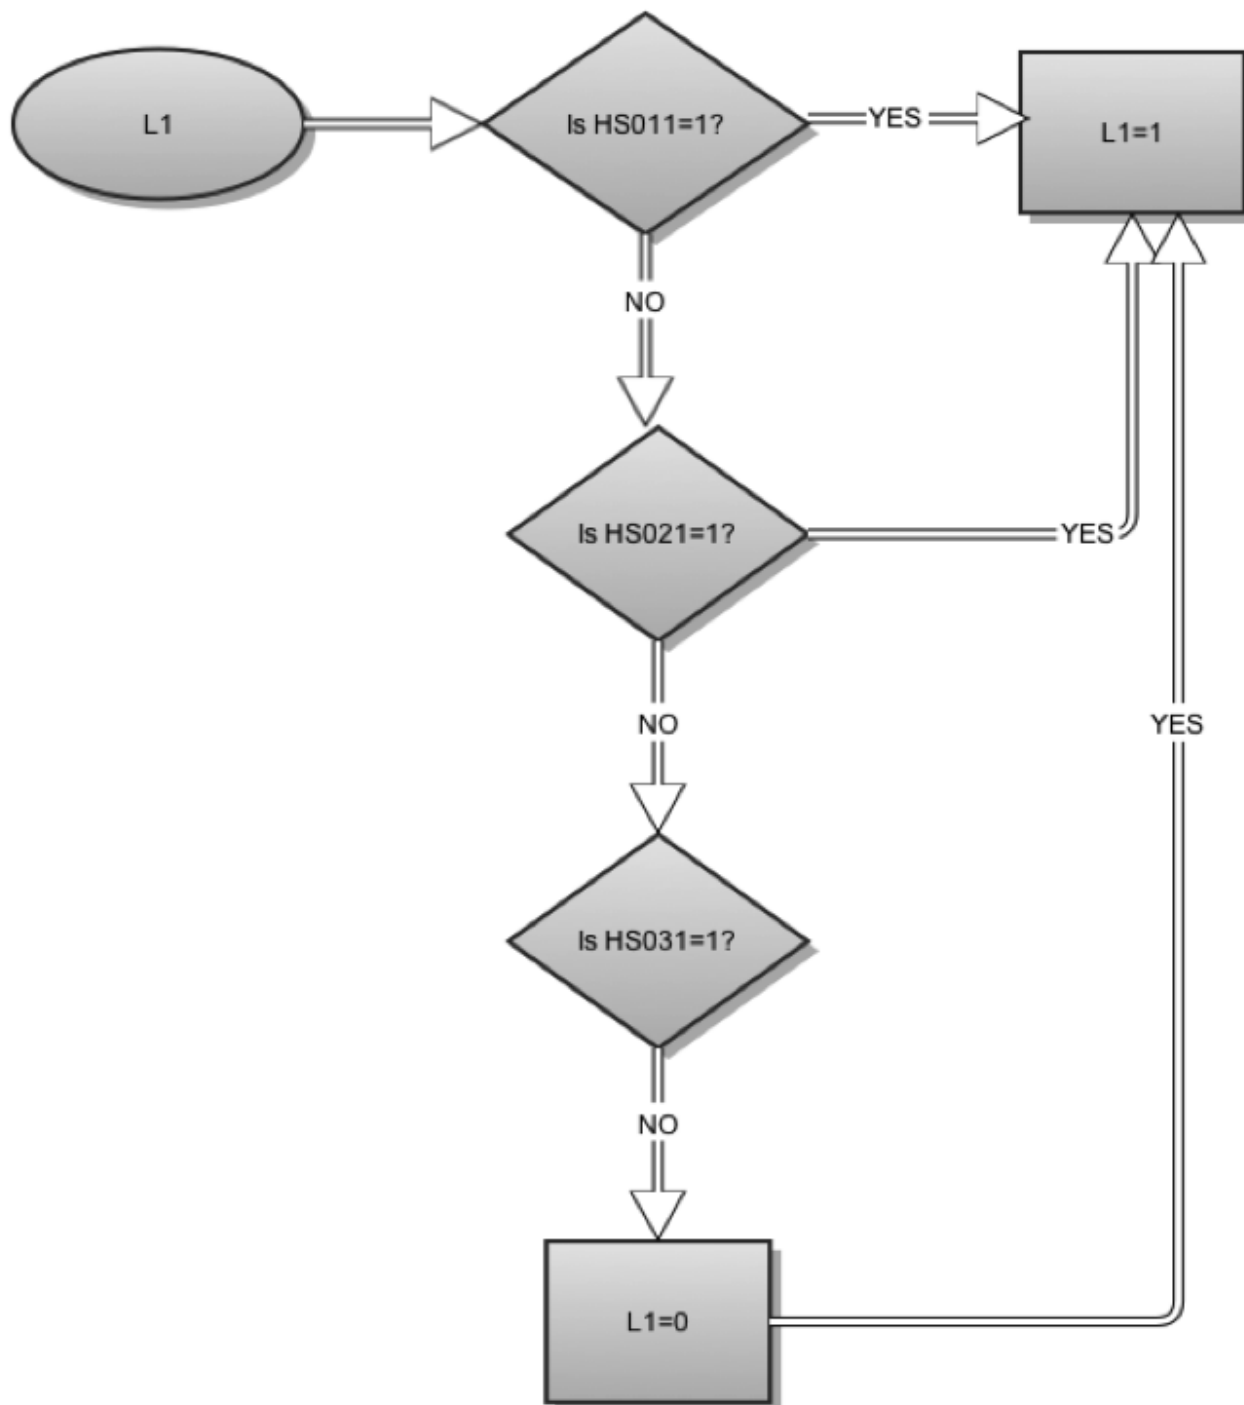 L1
Is HS011=1?
YES
L1=1
NO
Is HS021=1?
YES
NO
YES
Is HS031=1?
NO
L1=0